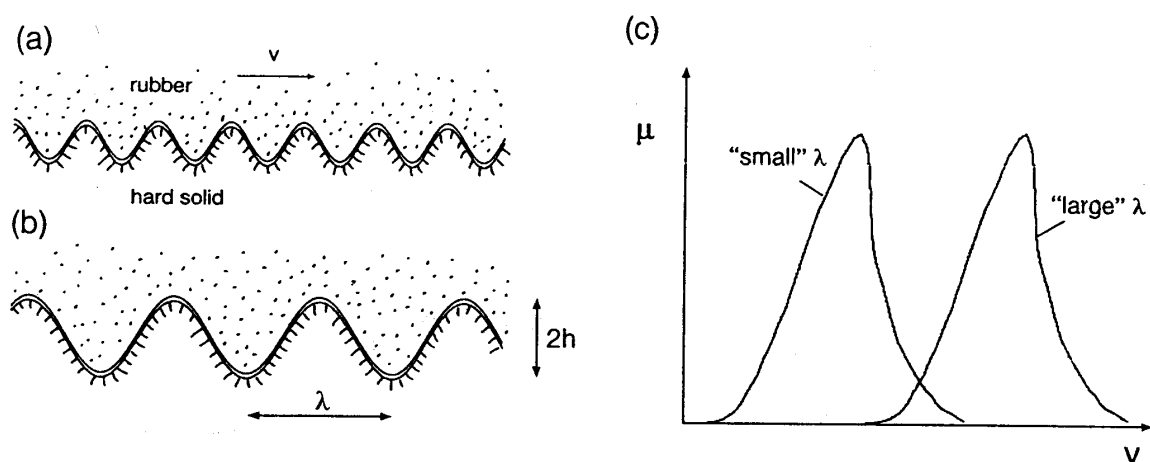 (a)
v
rubber
hard solid
(b)
2h
λ
(c)
μ
"small" λ
"large" λ
v